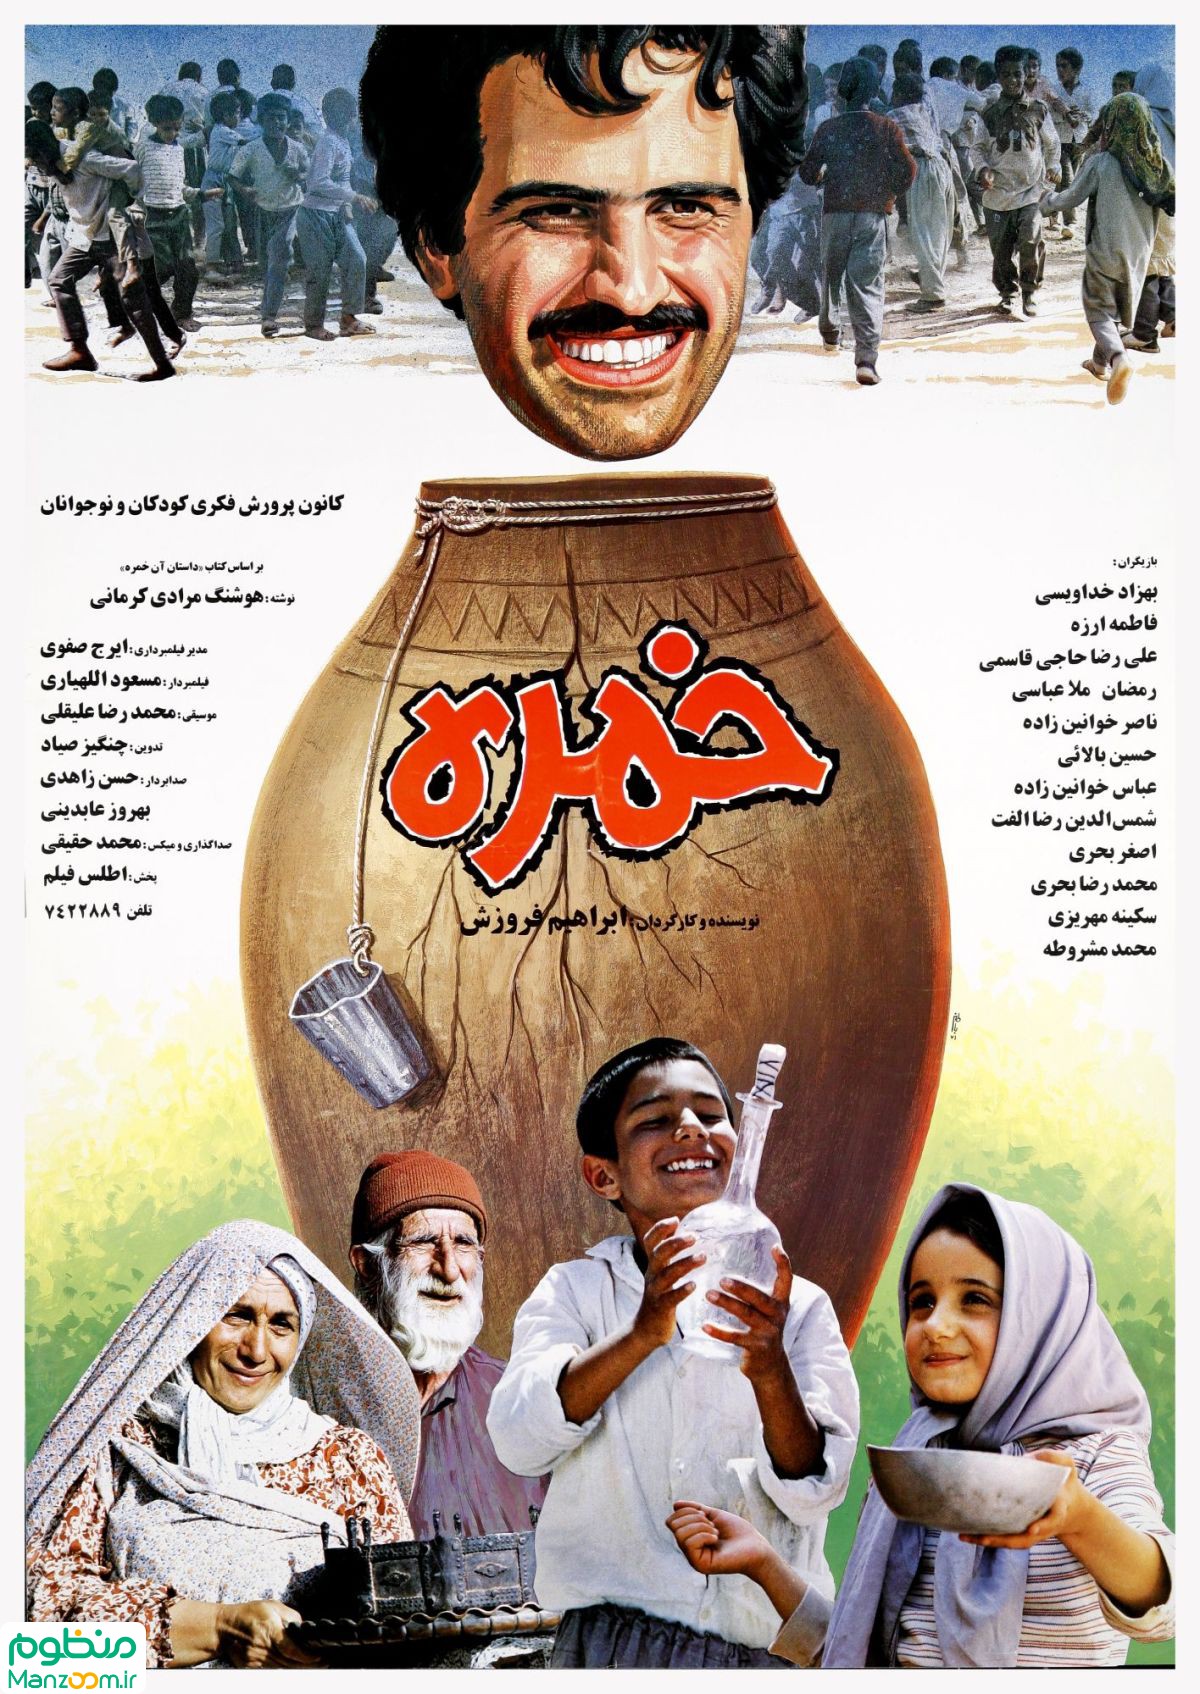 کانون پرورش فکری کودکان و نوجوانان
بر اساس کتاب «داستان آن خمره»
نوشته: هوشنگ مرادی کرمانی
مدیر فیلمبرداری: ایرج صفوی
فیلمبردار: مسعود اللهیاری
موسیقی: محمد رضا علیقلی
تدوین: چنگیز صیاد
صدابردار: حسن زاهدی
بهروز عابدینی
صداگذاری و میکس: محمد حقیقی
پخش: اطلس فیلم
تلفن ۷۴۲۲۸۸۹
بازیگران:
بهزاد خداویسی
فاطمه ارزه
علی رضا حاجی قاسمی
رمضان ملا عباسی
ناصر خوانین زاده
حسین بالائی
عباس خوانین زاده
شمس الدین رضا الفت
اصغر بحری
محمد رضا بحری
سکینه مهریزی
محمد مشروطه
خمره
نویسنده و کارگردان: ابراهیم فروزش
منظوم
Manzoom.ir